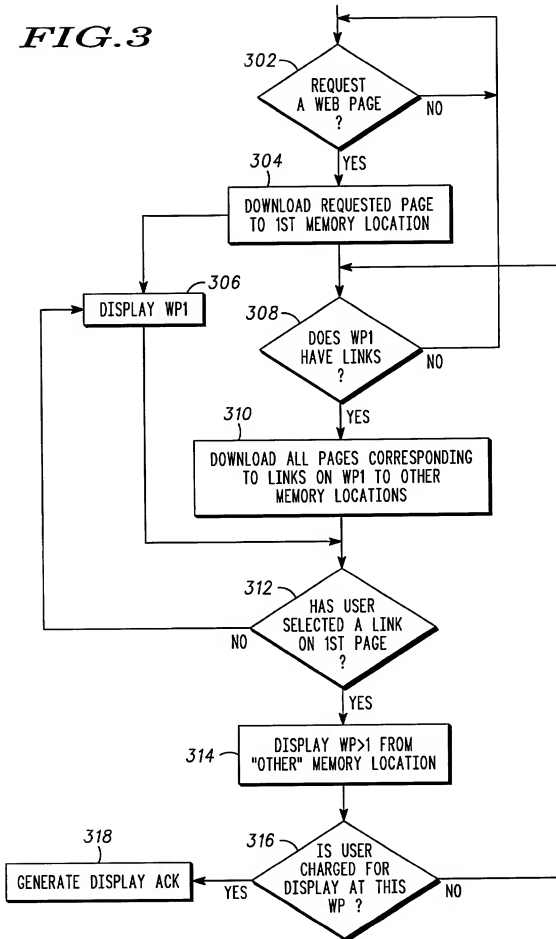 FIG.3
302
REQUEST
A WEB PAGE
?
NO
YES
304
DOWNLOAD REQUESTED PAGE
TO 1ST MEMORY LOCATION
306
DISPLAY WP1
308
DOES WP1
HAVE LINKS
?
NO
YES
310
DOWNLOAD ALL PAGES CORRESPONDING
TO LINKS ON WP1 TO OTHER
MEMORY LOCATIONS
312
HAS USER
SELECTED A LINK
ON 1ST PAGE
?
NO
YES
314
DISPLAY WP>1 FROM
"OTHER" MEMORY LOCATION
316
IS USER
CHARGED FOR
DISPLAY AT THIS
WP ?
YES
NO
318
GENERATE DISPLAY ACK